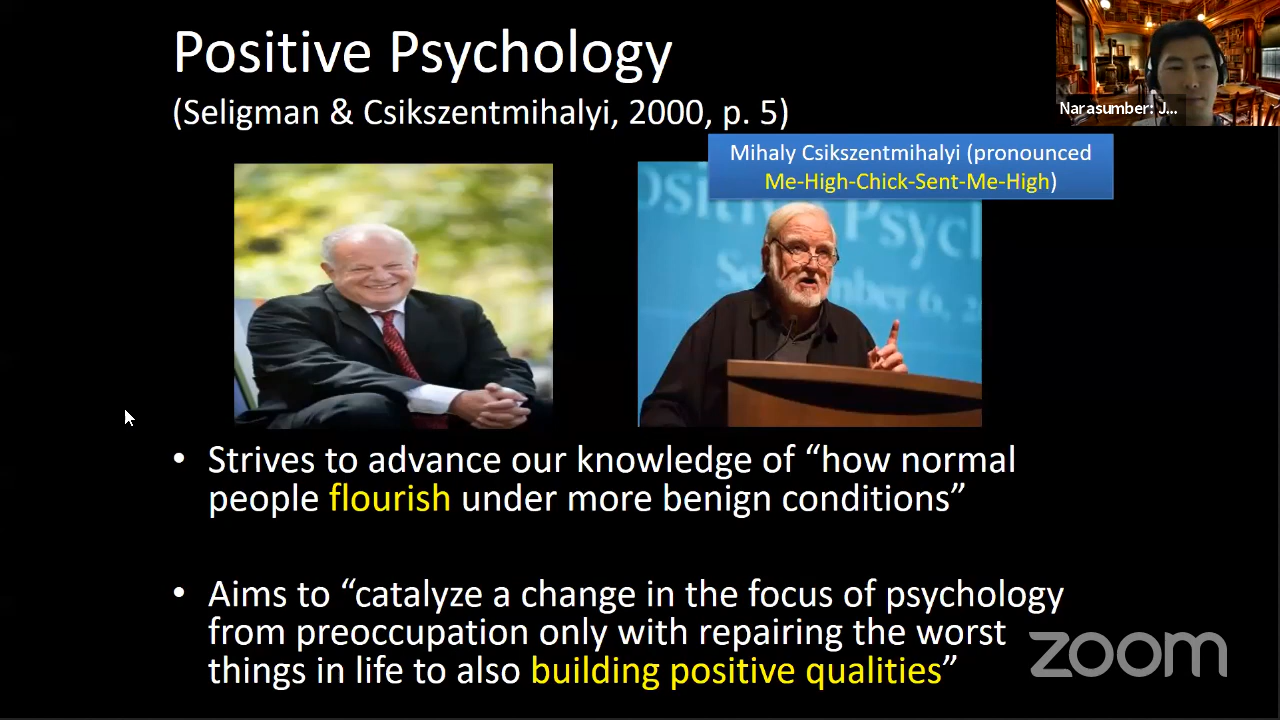 Positive Psychology
(Seligman & Csikszentmihalyi, 2000, p. 5)
Narasumber: J...
Mihaly Csikszentmihalyi (pronounced
Me-High-Chick-Sent-Me-High)
• Strives to advance our knowledge of “how normal
people flourish under more benign conditions”
• Aims to “catalyze a change in the focus of psychology
from preoccupation only with repairing the worst
things in life to also building positive qualities”
zoom